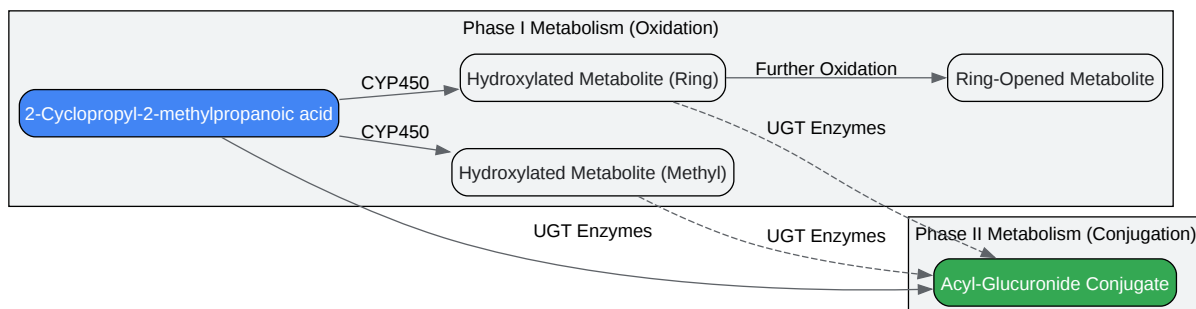 Phase I Metabolism (Oxidation)
Hydroxylated Metabolite (Ring)
Further Oxidation
Ring-Opened Metabolite
CYP450
2-Cyclopropyl-2-methylpropanoic acid
CYP450
UGT Enzymes
Hydroxylated Metabolite (Methyl)
UGT Enzymes
UGT Enzymes
Phase II Metabolism (Conjugation)
Acyl-Glucuronide Conjugate